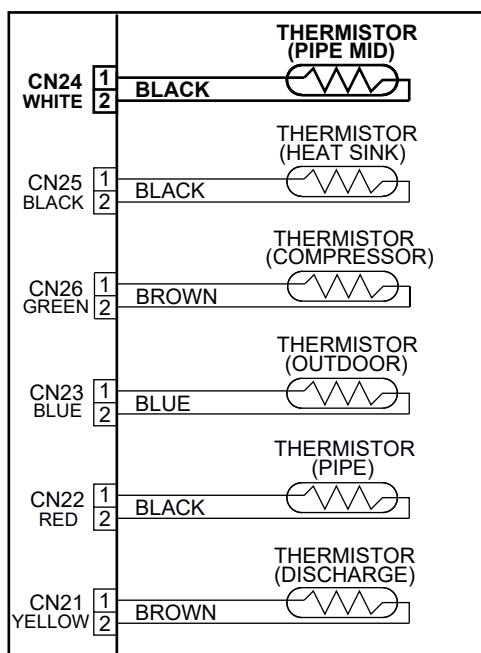 THERMISTOR
(PIPE MID)
CN24 1
WHITE 2 BLACK
THERMISTOR
(HEAT SINK)
CN25 1
BLACK 2 BLACK
THERMISTOR
(COMPRESSOR)
CN26 1
GREEN 2 BROWN
THERMISTOR
(OUTDOOR)
CN23 1
BLUE 2 BLUE
THERMISTOR
(PIPE)
CN22 1
RED 2 BLACK
THERMISTOR
(DISCHARGE)
CN21 1
YELLOW 2 BROWN